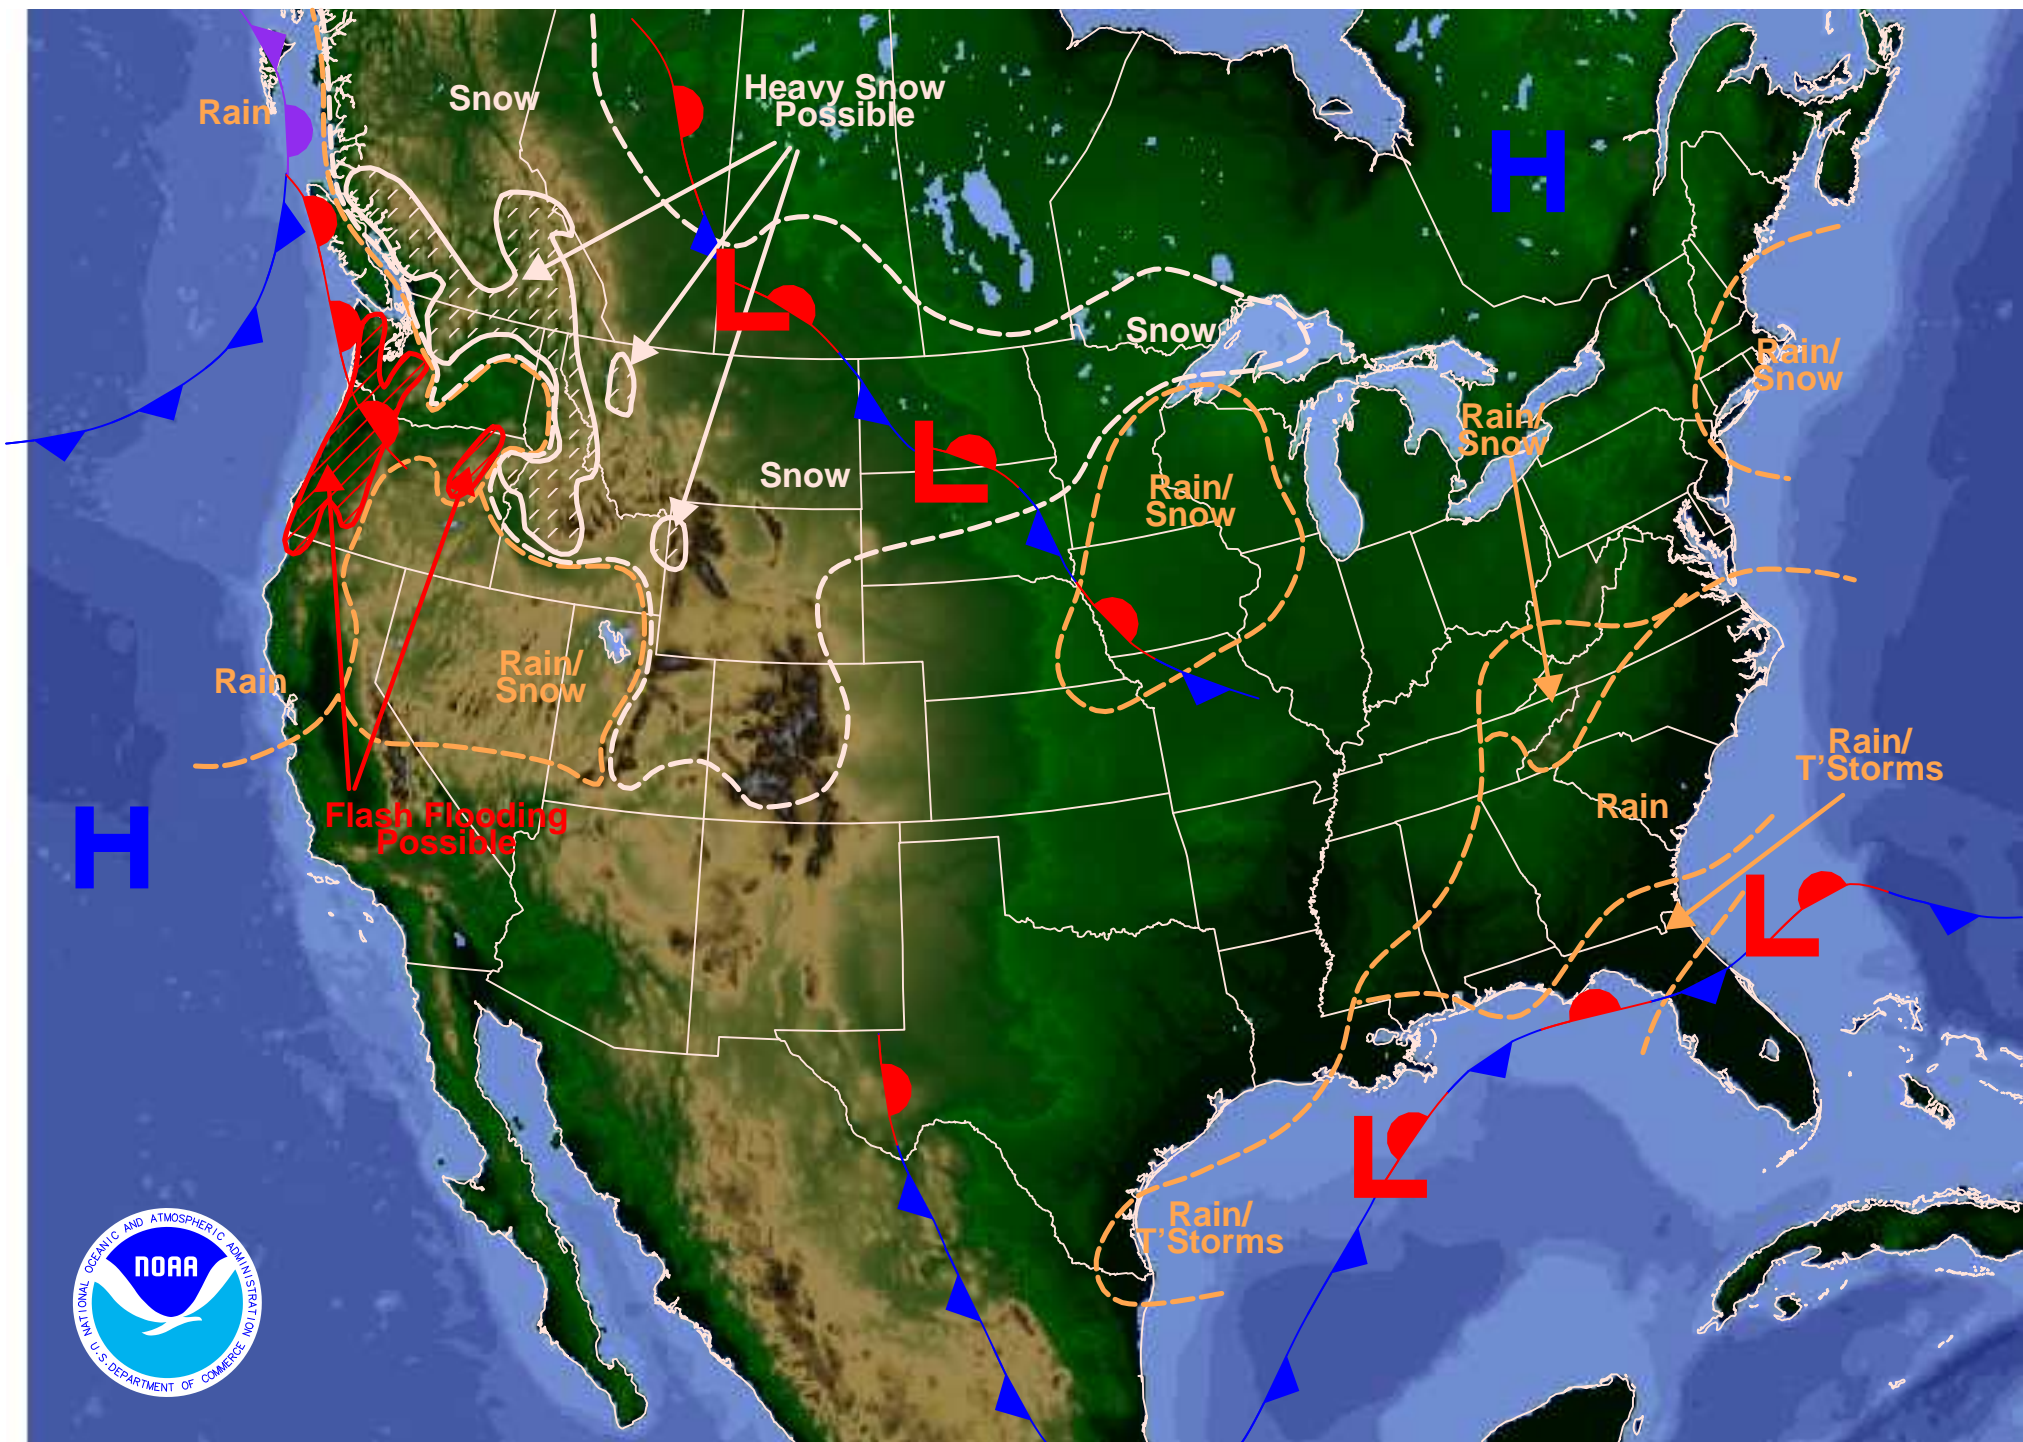 Rain
Snow
Heavy Snow
Possible
H
L
Snow
Rain/
Snow
Rain/
Snow
L
Snow
Rain/
Snow
Rain
Rain/
Snow
Rain/
T'Storms
Rain
H
Flash Flooding
Possible
L
L
Rain/
T'Storms
NATIONAL OCEANIC AND ATMOSPHERIC ADMINISTRATION
NOAA
U.S. DEPARTMENT OF COMMERCE